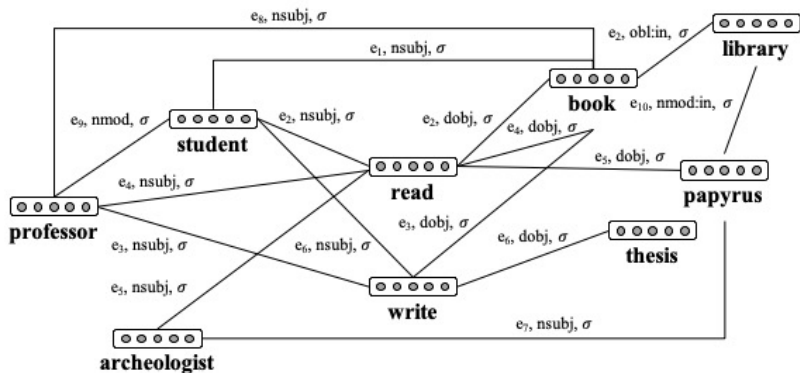 e8, nsubj, σ
e2, obl:in, σ
library
e1, nsubj, σ
book
e10, nmod:in, σ
e9, nmod, σ
student
e2, nsubj, σ
e2, dobj, σ
e4, dobj, σ
e5, dobj, σ
papyrus
e4, nsubj, σ
read
professor
e3, nsubj, σ
e6, nsubj, σ
e3, dobj, σ
e6, dobj, σ
thesis
e5, nsubj, σ
write
e7, nsubj, σ
archeologist